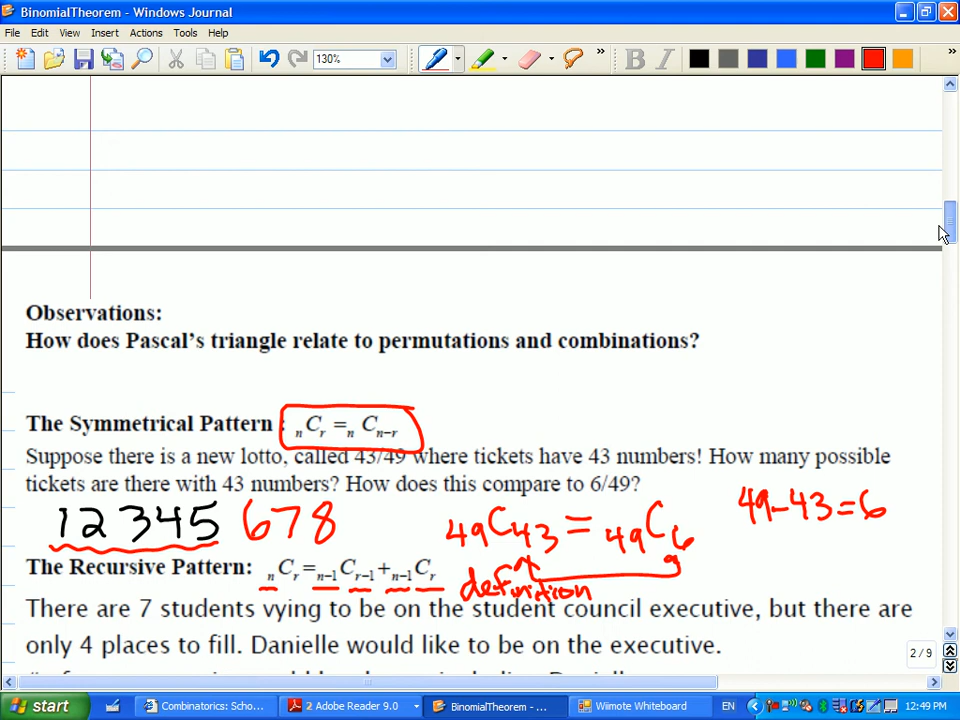 BinomialTheorem - Windows Journal
File Edit View Insert Actions Tools Help
130%
Observations:
How does Pascal's triangle relate to permutations and combinations?
The Symmetrical Pattern : nCr =n Cn−r
Suppose there is a new lotto, called 43/49 where tickets have 43 numbers! How many possible
tickets are there with 43 numbers? How does this compare to 6/49?
49-43=6
12345 678
49C43 = 49C6
The Recursive Pattern: nCr=n−1Cr−1+n−1Cr
definition
There are 7 students vying to be on the student council executive, but there are
only 4 places to fill. Danielle would like to be on the executive.
2 / 9
start
Combinatorics: Scho...
2 Adobe Reader 9.0
BinomialTheorem - ...
Wiimote Whiteboard
EN
12:49 PM